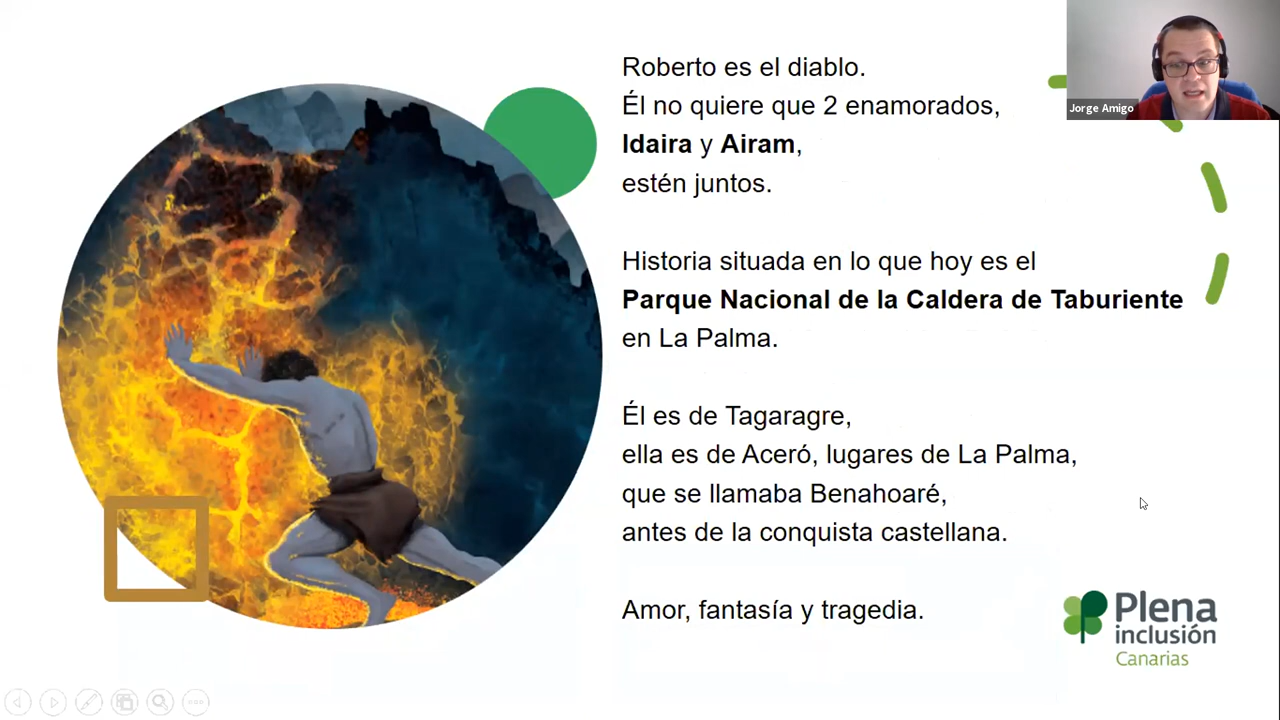 Roberto es el diablo.
Él no quiere que 2 enamorados,
Idaira y Airam,
estén juntos.
Historia situada en lo que hoy es el
Parque Nacional de la Caldera de Taburiente
en La Palma.
Él es de Tagaragre,
ella es de Aceró, lugares de La Palma,
que se llamaba Benahoaré,
antes de la conquista castellana.
Amor, fantasía y tragedia.
Jorge Amigo
Plena
inclusión
Canarias